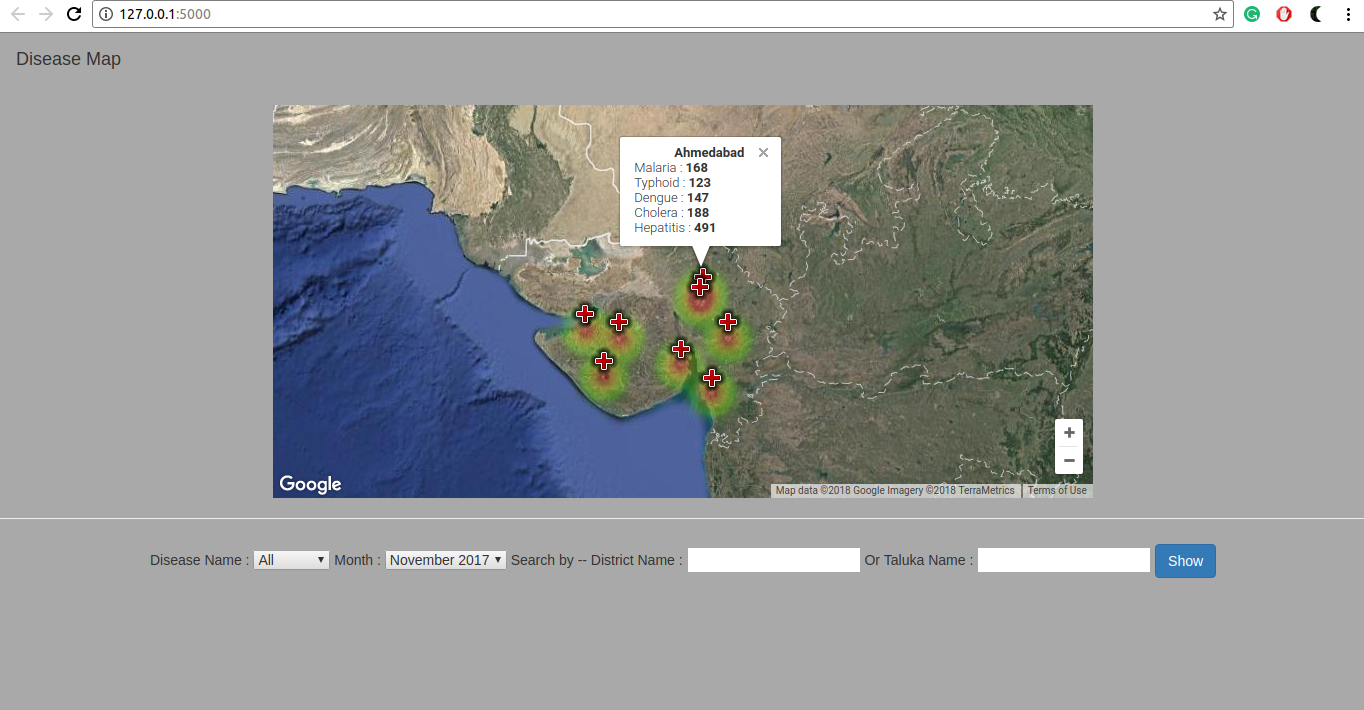 127.0.0.1:5000
Disease Map
Ahmedabad
Malaria : 168
Typhoid : 123
Dengue : 147
Cholera : 188
Hepatitis : 491
Google
Map data ©2018 Google Imagery ©2018 TerraMetrics Terms of Use
Disease Name : All Month : November 2017 Search by -- District Name : Or Taluka Name : Show